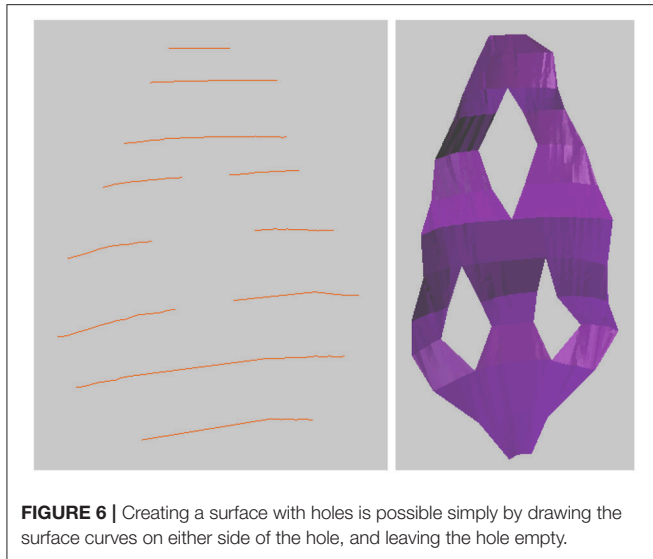 FIGURE 6 | Creating a surface with holes is possible simply by drawing the
surface curves on either side of the hole, and leaving the hole empty.